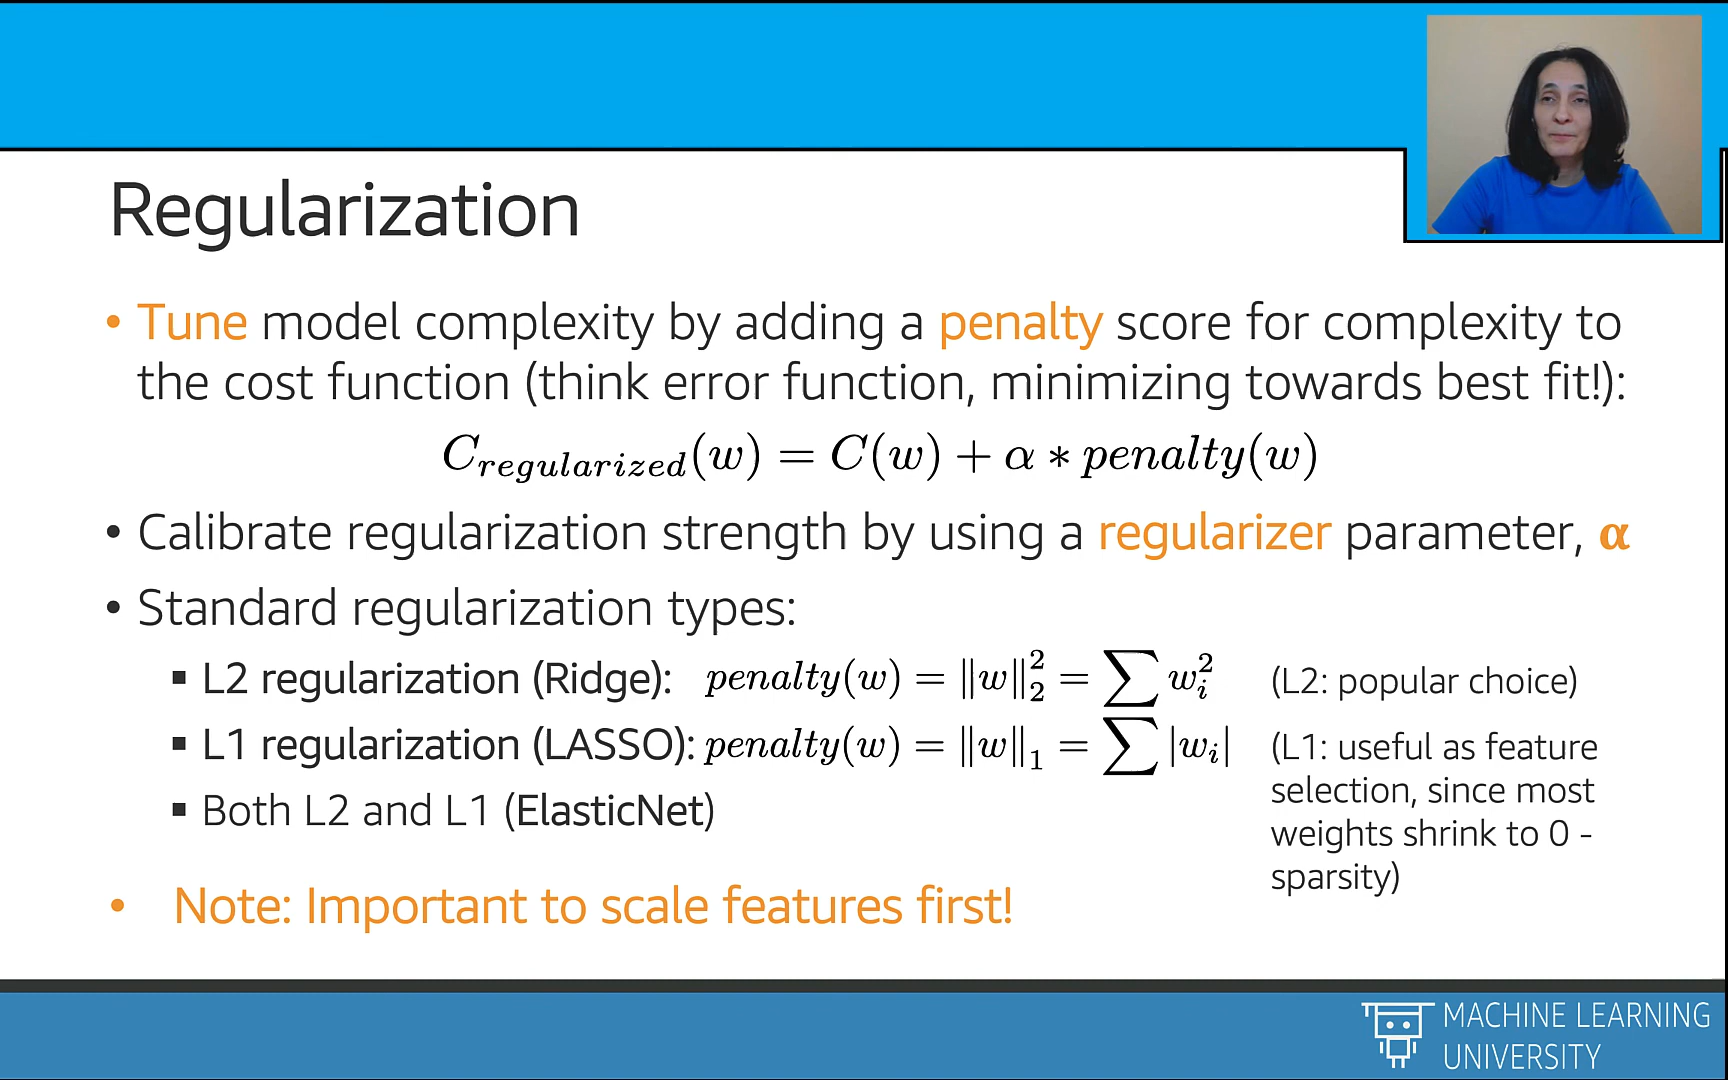 Regularization
• Tune model complexity by adding a penalty score for complexity to
the cost function (think error function, minimizing towards best fit!):
C_{regularized}(w) = C(w) + α * penalty(w)
• Calibrate regularization strength by using a regularizer parameter, α
• Standard regularization types:
▪ L2 regularization (Ridge): penalty(w) = ‖w‖₂² = ∑ wᵢ² (L2: popular choice)
▪ L1 regularization (LASSO): penalty(w) = ‖w‖₁ = ∑ |wᵢ| (L1: useful as feature
selection, since most
weights shrink to 0 -
sparsity)
▪ Both L2 and L1 (ElasticNet)
• Note: Important to scale features first!
MACHINE LEARNING
UNIVERSITY